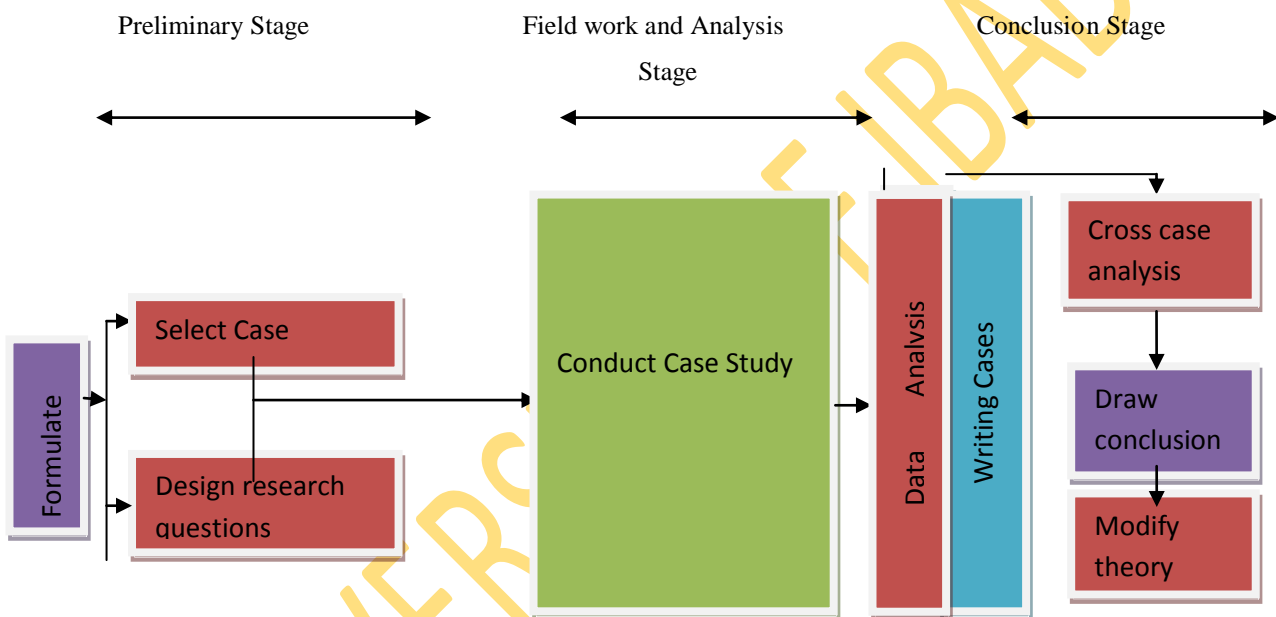 Preliminary Stage
Field work and Analysis
Stage
Conclusion Stage
Formulate
Select Case
Design research
questions
Conduct Case Study
Data Analysis
Writing Cases
Cross case
analysis
Draw
conclusion
Modify
theory